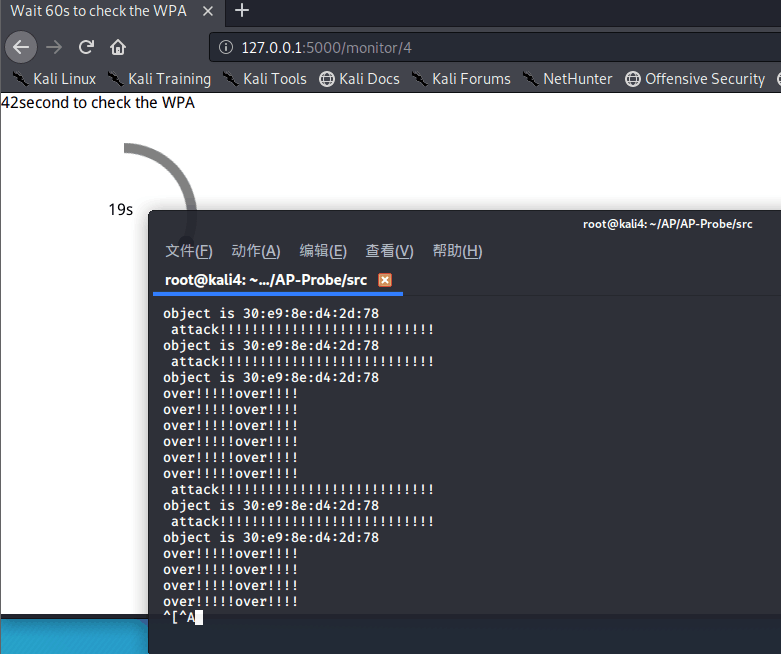 Wait 60s to check the WPA
127.0.0.1:5000/monitor/4
Kali Linux Kali Training Kali Tools Kali Docs Kali Forums NetHunter Offensive Security
42second to check the WPA
19s
root@kali4: ~/AP/AP-Probe/src
文件(F) 动作(A) 编辑(E) 查看(V) 帮助(H)
root@kali4: ~.../AP-Probe/src
object is 30:e9:8e:d4:2d:78
attack!!!!!!!!!!!!!!!!!!!!!!!!!!!
object is 30:e9:8e:d4:2d:78
attack!!!!!!!!!!!!!!!!!!!!!!!!!!!
object is 30:e9:8e:d4:2d:78
over!!!!!over!!!!
over!!!!!over!!!!
over!!!!!over!!!!
over!!!!!over!!!!
over!!!!!over!!!!
over!!!!!over!!!!
attack!!!!!!!!!!!!!!!!!!!!!!!!!!!
object is 30:e9:8e:d4:2d:78
attack!!!!!!!!!!!!!!!!!!!!!!!!!!!
object is 30:e9:8e:d4:2d:78
over!!!!!over!!!!
over!!!!!over!!!!
over!!!!!over!!!!
over!!!!!over!!!!
^[^A